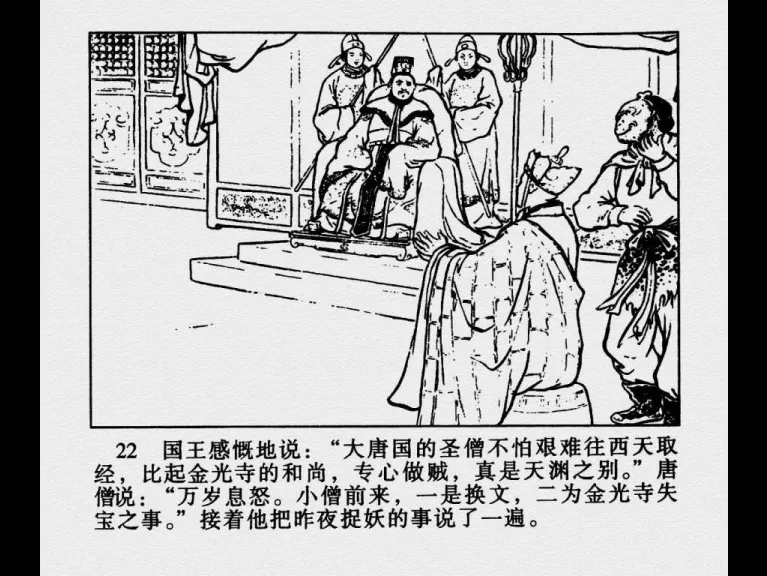 22 国王感慨地说：“大唐国的圣僧不怕艰难往西天取
经，比起金光寺的和尚，专心做贼，真是天渊之别。”唐
僧说：“万岁息怒。小僧前来，一是换文，二为金光寺失
宝之事。”接着他把昨夜捉妖的事说了一遍。